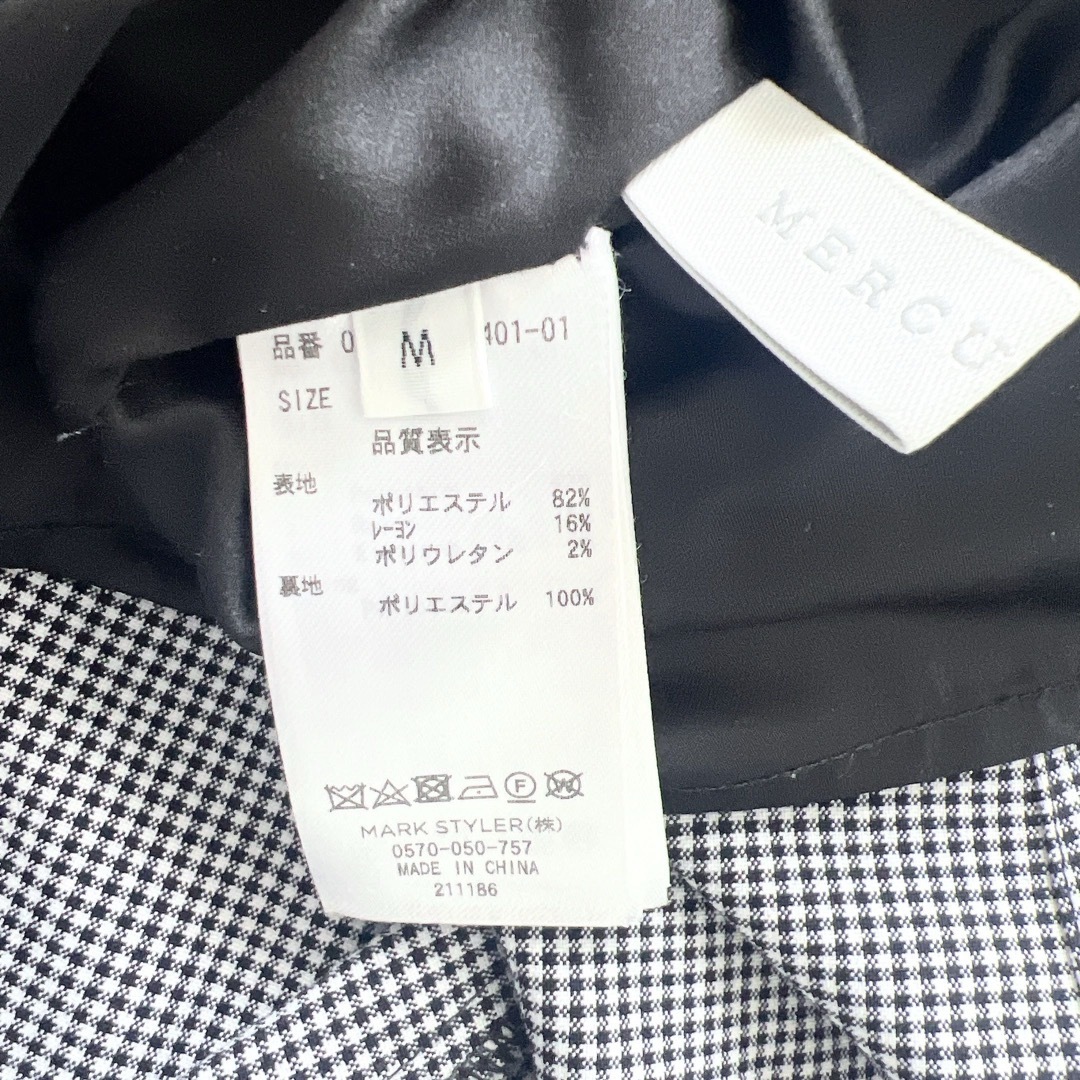 MERCU
品番 0
M
401-01
SIZE
品質表示
表地
ポリエステル 82%
レーヨン 16%
ポリウレタン 2%
裏地
ポリエステル 100%
F
W
MARK STYLER(株)
0570-050-757
MADE IN CHINA
211186